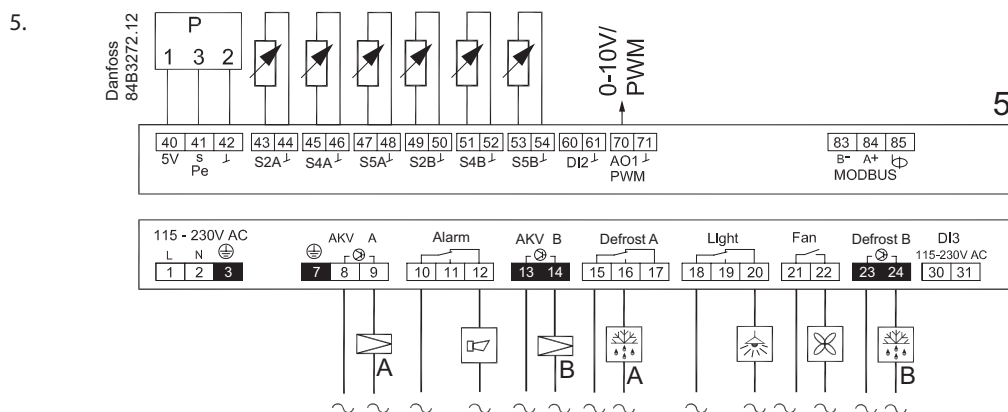 5.
Danfoss
84B3272.12
P
1 3 2
0-10V/
PWM
5
40 41 42 43 44 45 46 47 48 49 50 51 52 53 54 60 61 70 71 83 84 85
5V s S2A S4A S5A S2B S4B S5B DI2 AO1 B- A+
Pe PWM MODBUS
115 - 230V AC AKV A Alarm AKV B Defrost A LIght Fan Defrost B DI3
L N 115-230V AC
1 2 3 7 8 9 10 11 12 13 14 15 16 17 18 19 20 21 22 23 24 30 31
A B A B